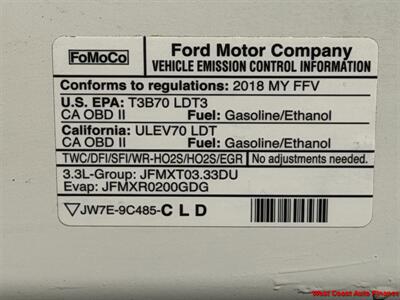 FoMoCo
Ford Motor Company
VEHICLE EMISSION CONTROL INFORMATION
Conforms to regulations: 2018 MY FFV
U.S. EPA: T3B70 LDT3
CA OBD II Fuel: Gasoline/Ethanol
California: ULEV70 LDT
CA OBD II Fuel: Gasoline/Ethanol
TWC/DFI/SFI/WR-HO2S/HO2S/EGR No adjustments needed.
3.3L-Group: JFMXT03.33DU
Evap: JFMXR0200GDG
JW7E-9C485-CLD
West Coast Auto Finance